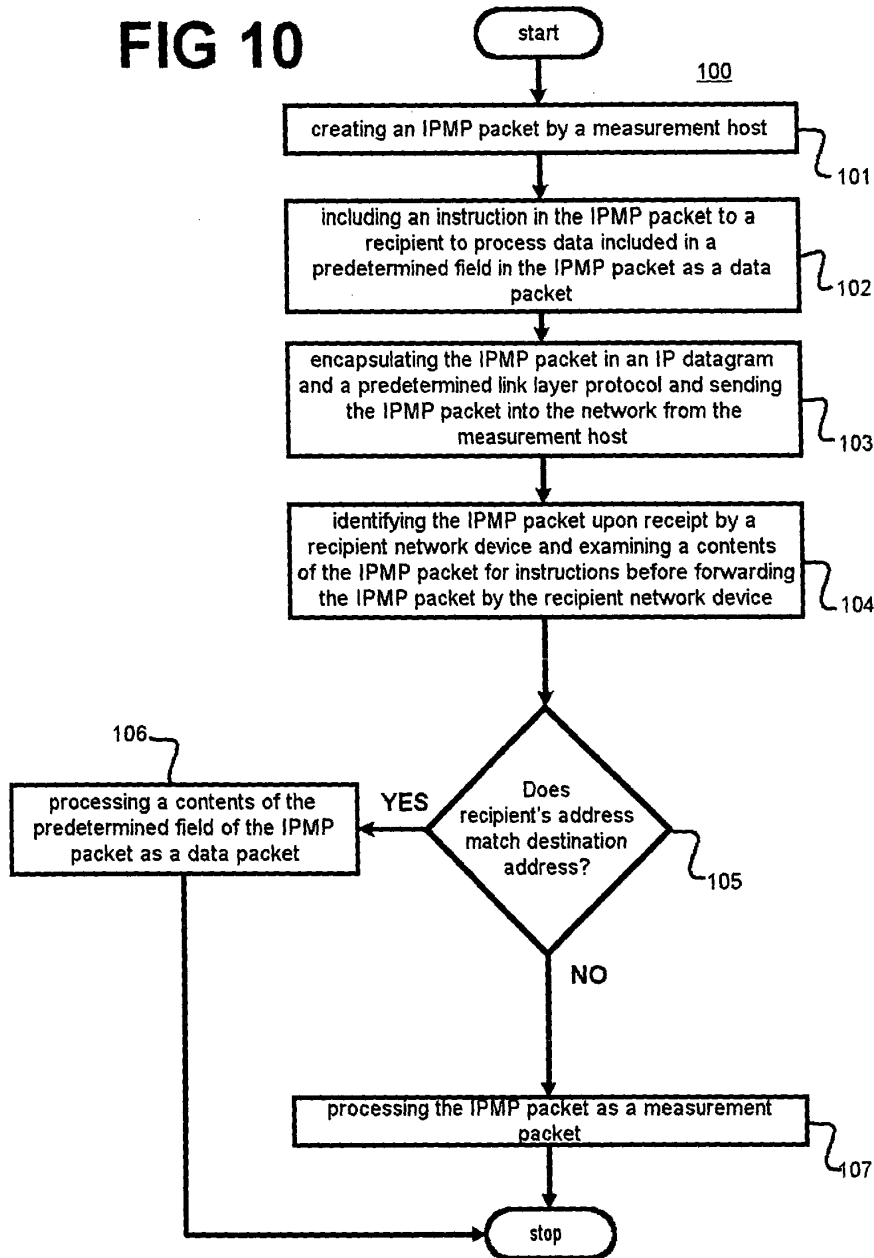 FIG 10
start
100
creating an IPMP packet by a measurement host
101
including an instruction in the IPMP packet to a
recipient to process data included in a
predetermined field in the IPMP packet as a data
packet
102
encapsulating the IPMP packet in an IP datagram
and a predetermined link layer protocol and sending
the IPMP packet into the network from the
measurement host
103
identifying the IPMP packet upon receipt by a
recipient network device and examining a contents
of the IPMP packet for instructions before forwarding
the IPMP packet by the recipient network device
104
106
processing a contents of the
predetermined field of the IPMP
packet as a data packet
YES
Does
recipient's address
match destination
address?
105
NO
processing the IPMP packet as a measurement
packet
107
stop